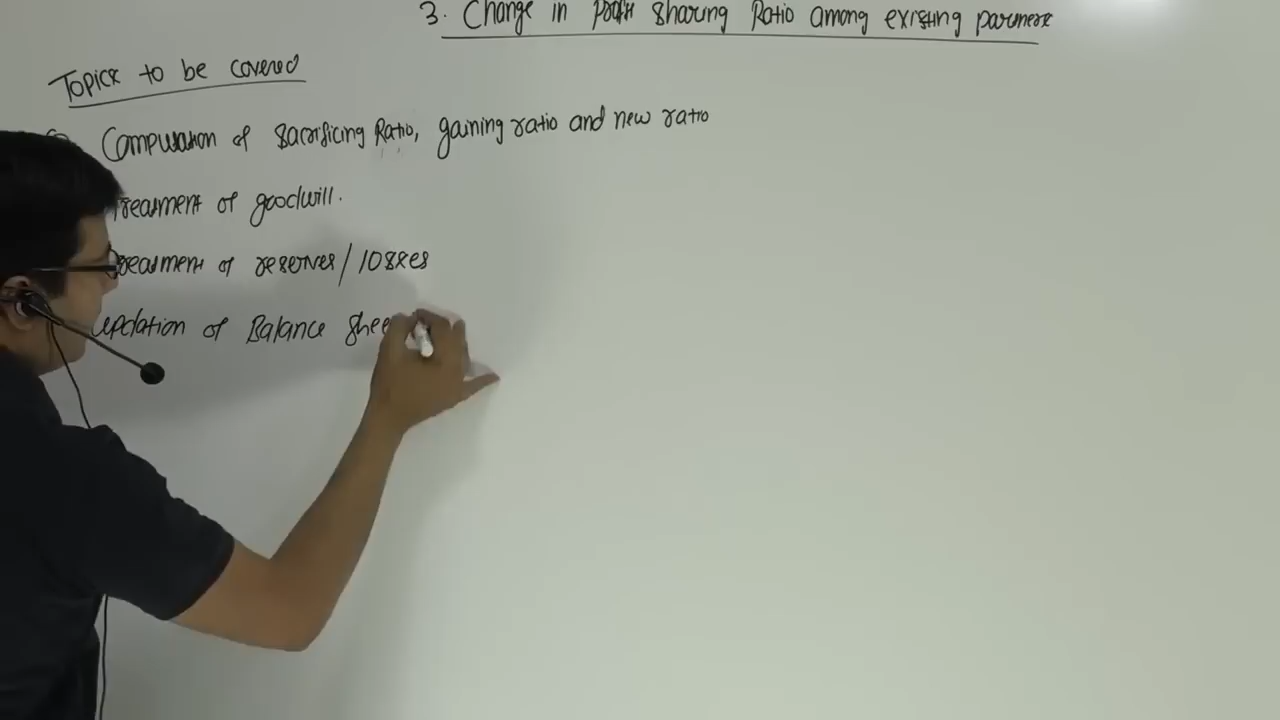 3. Change in Profit Sharing Ratio among existing partners
Topics to be covered
Computation of Sacrificing Ratio, gaining ratio and new ratio
Treatment of goodwill.
Treatment of reserves/losses
updation of Balance Shee